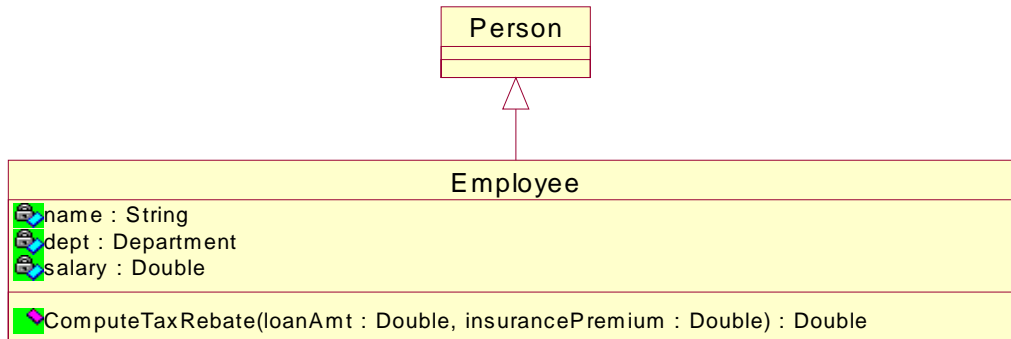 Person
Employee
name : String
dept : Department
salary : Double
ComputeTaxRebate(loanAmt : Double, insurancePremium : Double) : Double